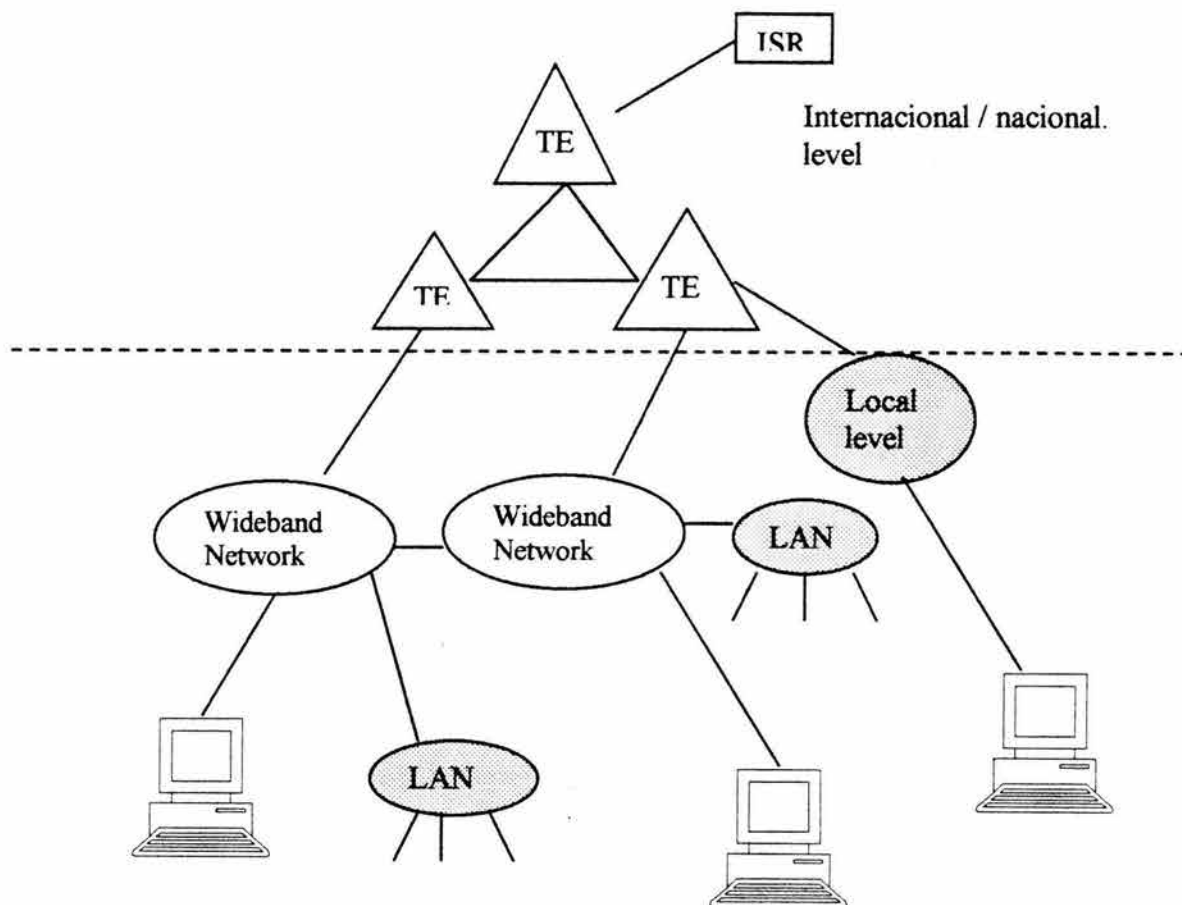 ISR
TE
Internacional / nacional.
level
TE
TE
Local
level
Wideband
Network
Wideband
Network
LAN
LAN